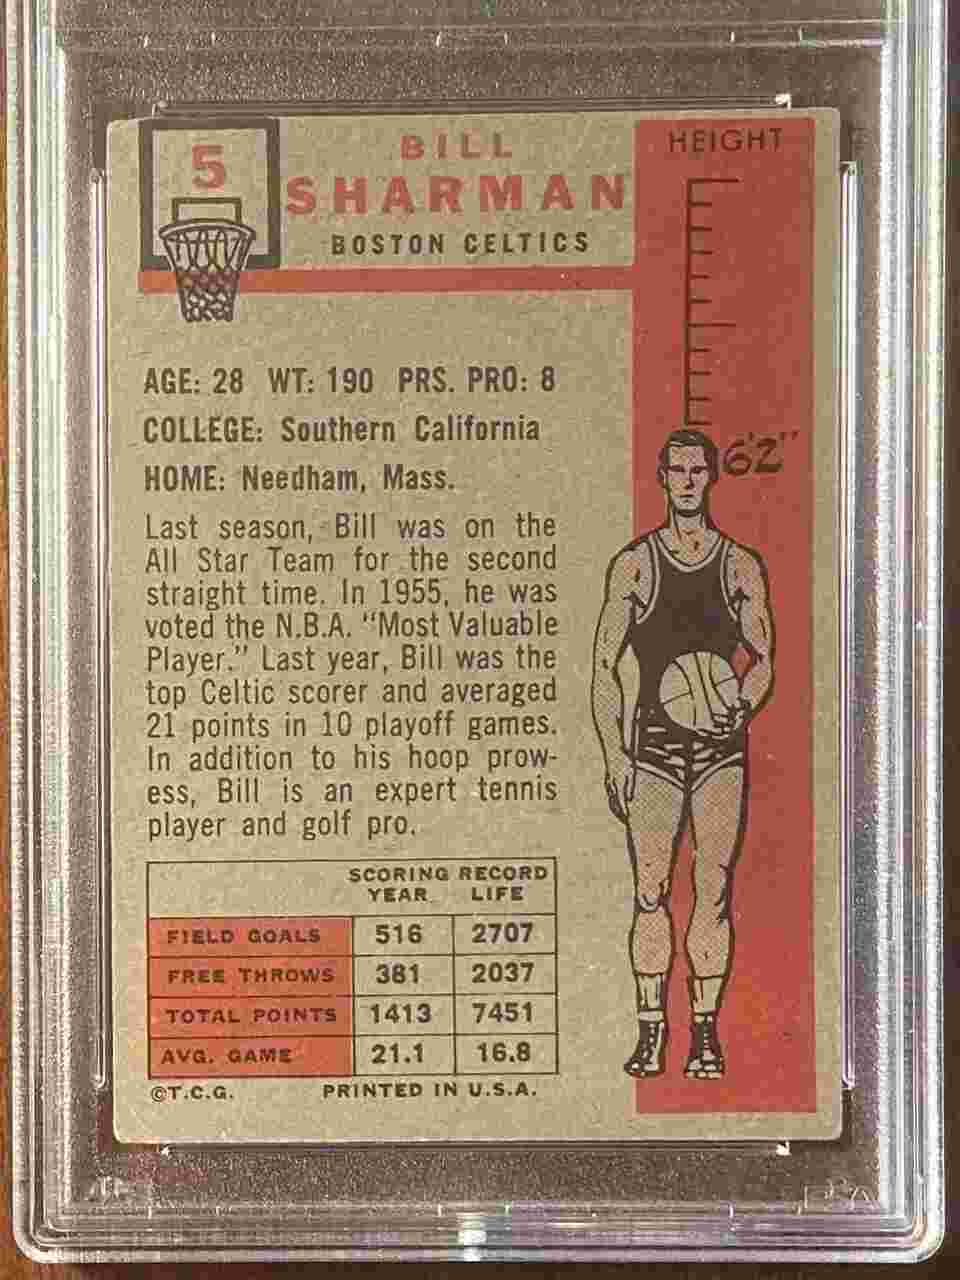 5
BILL
SHARMAN
BOSTON CELTICS
HEIGHT
6'2"
AGE: 28 WT: 190 PRS. PRO: 8
COLLEGE: Southern California
HOME: Needham, Mass.
Last season, Bill was on the
All Star Team for the second
straight time. In 1955, he was
voted the N.B.A. "Most Valuable
Player." Last year, Bill was the
top Celtic scorer and averaged
21 points in 10 playoff games.
In addition to his hoop prow-
ess, Bill is an expert tennis
player and golf pro.
SCORING RECORD
YEAR LIFE
FIELD GOALS 516 2707
FREE THROWS 381 2037
TOTAL POINTS 1413 7451
AVG. GAME 21.1 16.8
©T.C.G. PRINTED IN U.S.A.